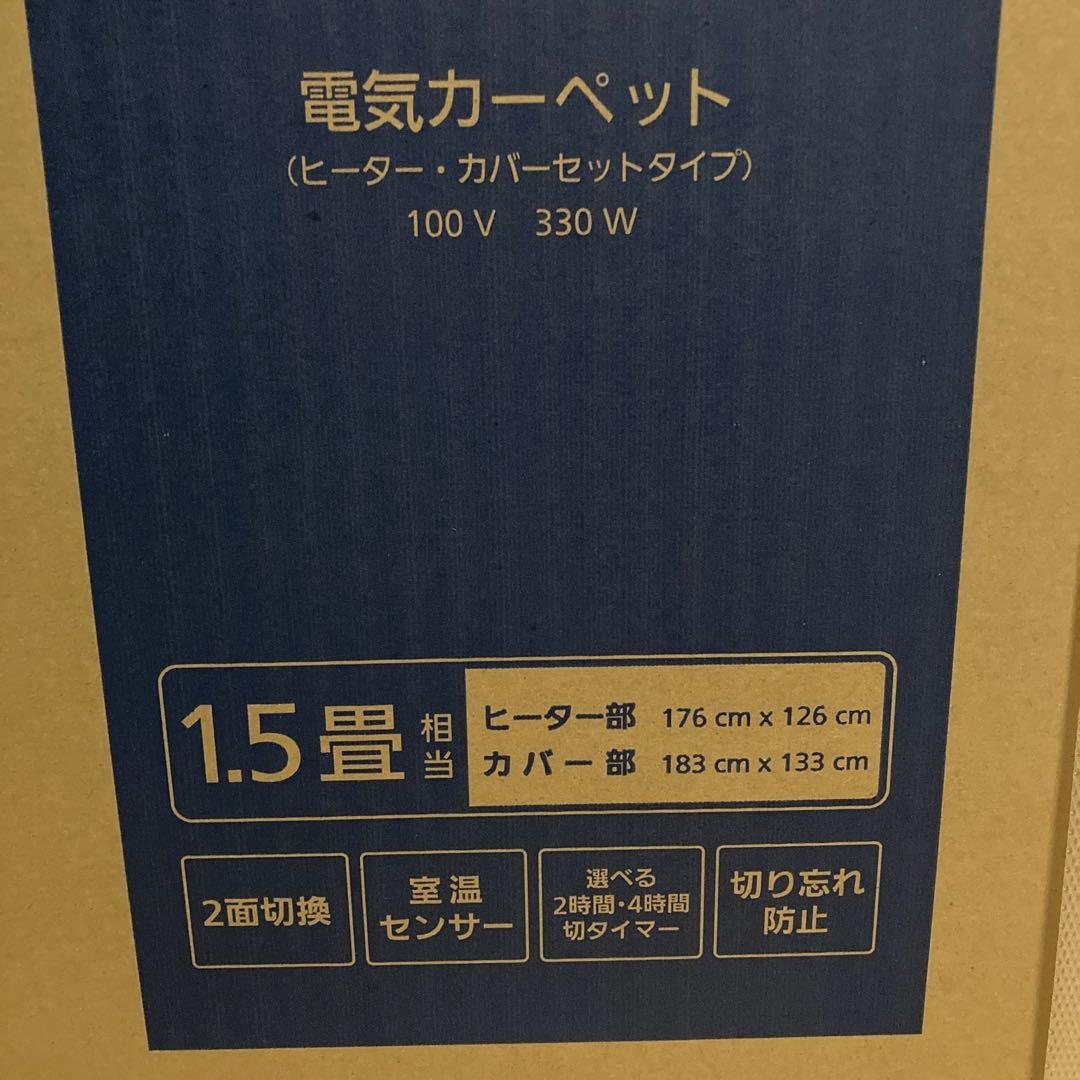 電気カーペット
(ヒーター・カバーセットタイプ)
100 V 330 W
1.5畳相当
ヒーター部 176 cm x 126 cm
カバー部 183 cm x 133 cm
2面切換
室温
センサー
選べる
2時間・4時間
切タイマー
切り忘れ
防止